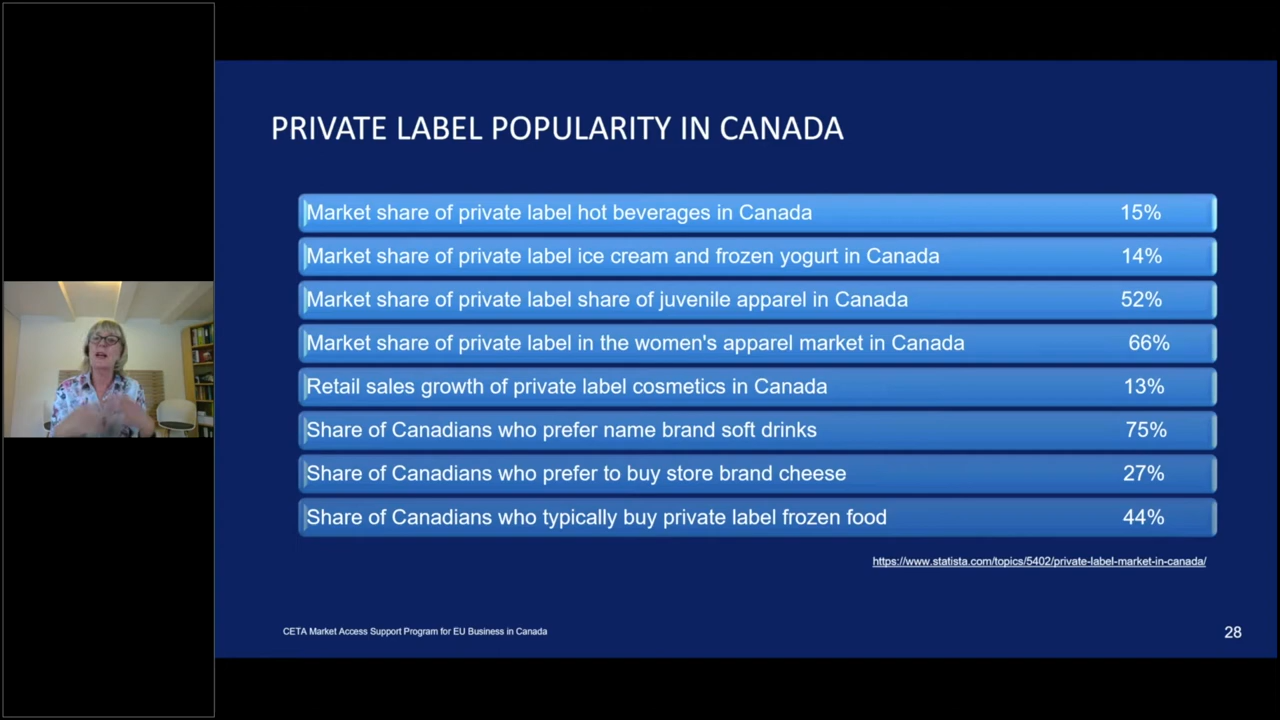 PRIVATE LABEL POPULARITY IN CANADA
Market share of private label hot beverages in Canada 15%
Market share of private label ice cream and frozen yogurt in Canada 14%
Market share of private label share of juvenile apparel in Canada 52%
Market share of private label in the women's apparel market in Canada 66%
Retail sales growth of private label cosmetics in Canada 13%
Share of Canadians who prefer name brand soft drinks 75%
Share of Canadians who prefer to buy store brand cheese 27%
Share of Canadians who typically buy private label frozen food 44%
https://www.statista.com/topics/5402/private-label-market-in-canada/
CETA Market Access Support Program for EU Business in Canada 28